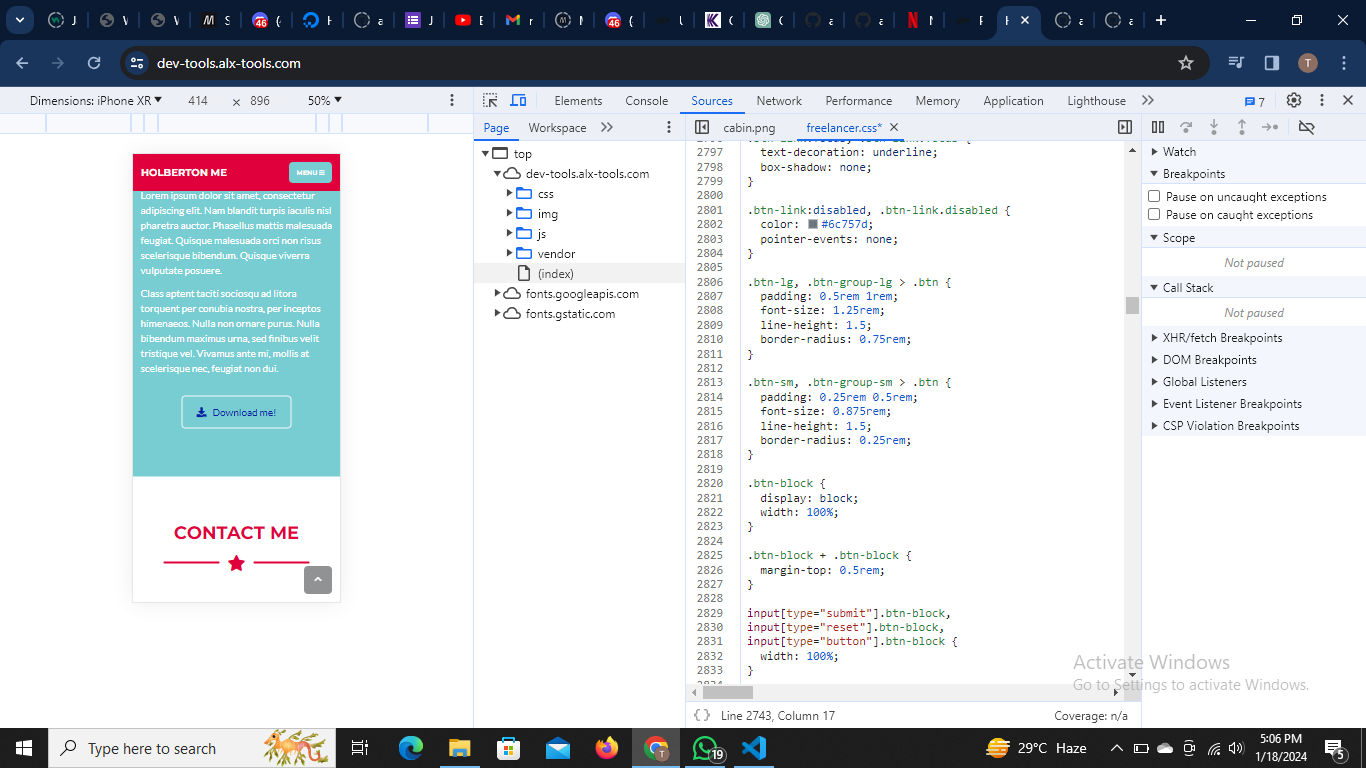 46
46
dev-tools.alx-tools.com
Dimensions: iPhone XR
414
×
896
50%
Elements
Console
Sources
Network
Performance
Memory
Application
Lighthouse
7
Page
Workspace
cabin.png
freelancer.css*
top
dev-tools.alx-tools.com
css
img
js
vendor
(index)
fonts.googleapis.com
fonts.gstatic.com
HOLBERTON ME
MENU
Lorem ipsum dolor sit amet, consectetur
adipiscing elit. Nam blandit turpis iaculis nisl
pharetra auctor. Phasellus mattis malesuada
feugiat. Quisque malesuada orci non risus
scelerisque bibendum. Quisque viverra
vulputate posuere.
Class aptent taciti sociosqu ad litora
torquent per conubia nostra, per inceptos
himenaeos. Nulla non ornare purus. Nulla
bibendum maximus urna, sed finibus velit
tristique vel. Vivamus ante mi, mollis at
scelerisque nec, feugiat non dui.
Download me!
CONTACT ME
2797 text-decoration: underline;
2798 box-shadow: none;
2799 }
2800
2801 .btn-link:disabled, .btn-link.disabled {
2802 color: #6c757d;
2803 pointer-events: none;
2804 }
2805
2806 .btn-lg, .btn-group-lg > .btn {
2807 padding: 0.5rem 1rem;
2808 font-size: 1.25rem;
2809 line-height: 1.5;
2810 border-radius: 0.75rem;
2811 }
2812
2813 .btn-sm, .btn-group-sm > .btn {
2814 padding: 0.25rem 0.5rem;
2815 font-size: 0.875rem;
2816 line-height: 1.5;
2817 border-radius: 0.25rem;
2818 }
2819
2820 .btn-block {
2821 display: block;
2822 width: 100%;
2823 }
2824
2825 .btn-block + .btn-block {
2826 margin-top: 0.5rem;
2827 }
2828
2829 input[type="submit"].btn-block,
2830 input[type="reset"].btn-block,
2831 input[type="button"].btn-block {
2832 width: 100%;
2833 }
{ } Line 2743, Column 17
Coverage: n/a
Watch
Breakpoints
Pause on uncaught exceptions
Pause on caught exceptions
Scope
Not paused
Call Stack
Not paused
XHR/fetch Breakpoints
DOM Breakpoints
Global Listeners
Event Listener Breakpoints
CSP Violation Breakpoints
Activate Windows
Go to Settings to activate Windows.
Type here to search
19
29°C Haze
5:06 PM
1/18/2024
5